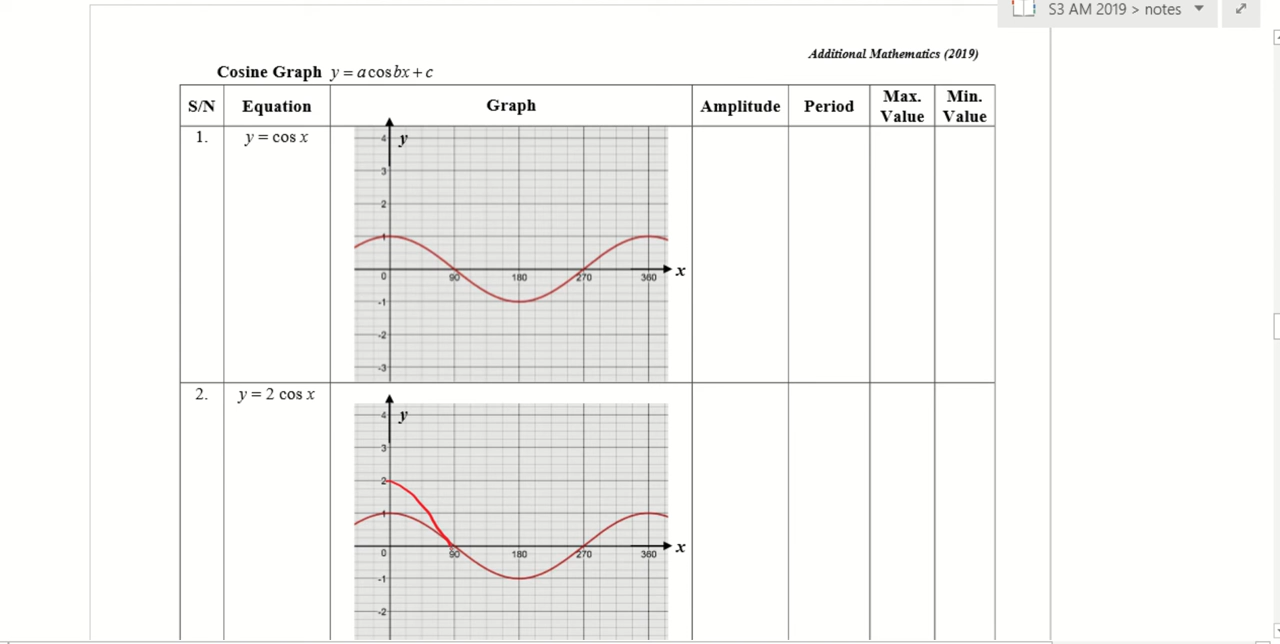 S3 AM 2019 > notes
Additional Mathematics (2019)
Cosine Graph y = a cos bx + c
S/N Equation Graph Amplitude Period Max. Value Min. Value
1. y = cos x
y
4
3
2
1
0 90 180 270 360 x
-1
-2
-3
2. y = 2 cos x
y
4
3
2
1
0 90 180 270 360 x
-1
-2